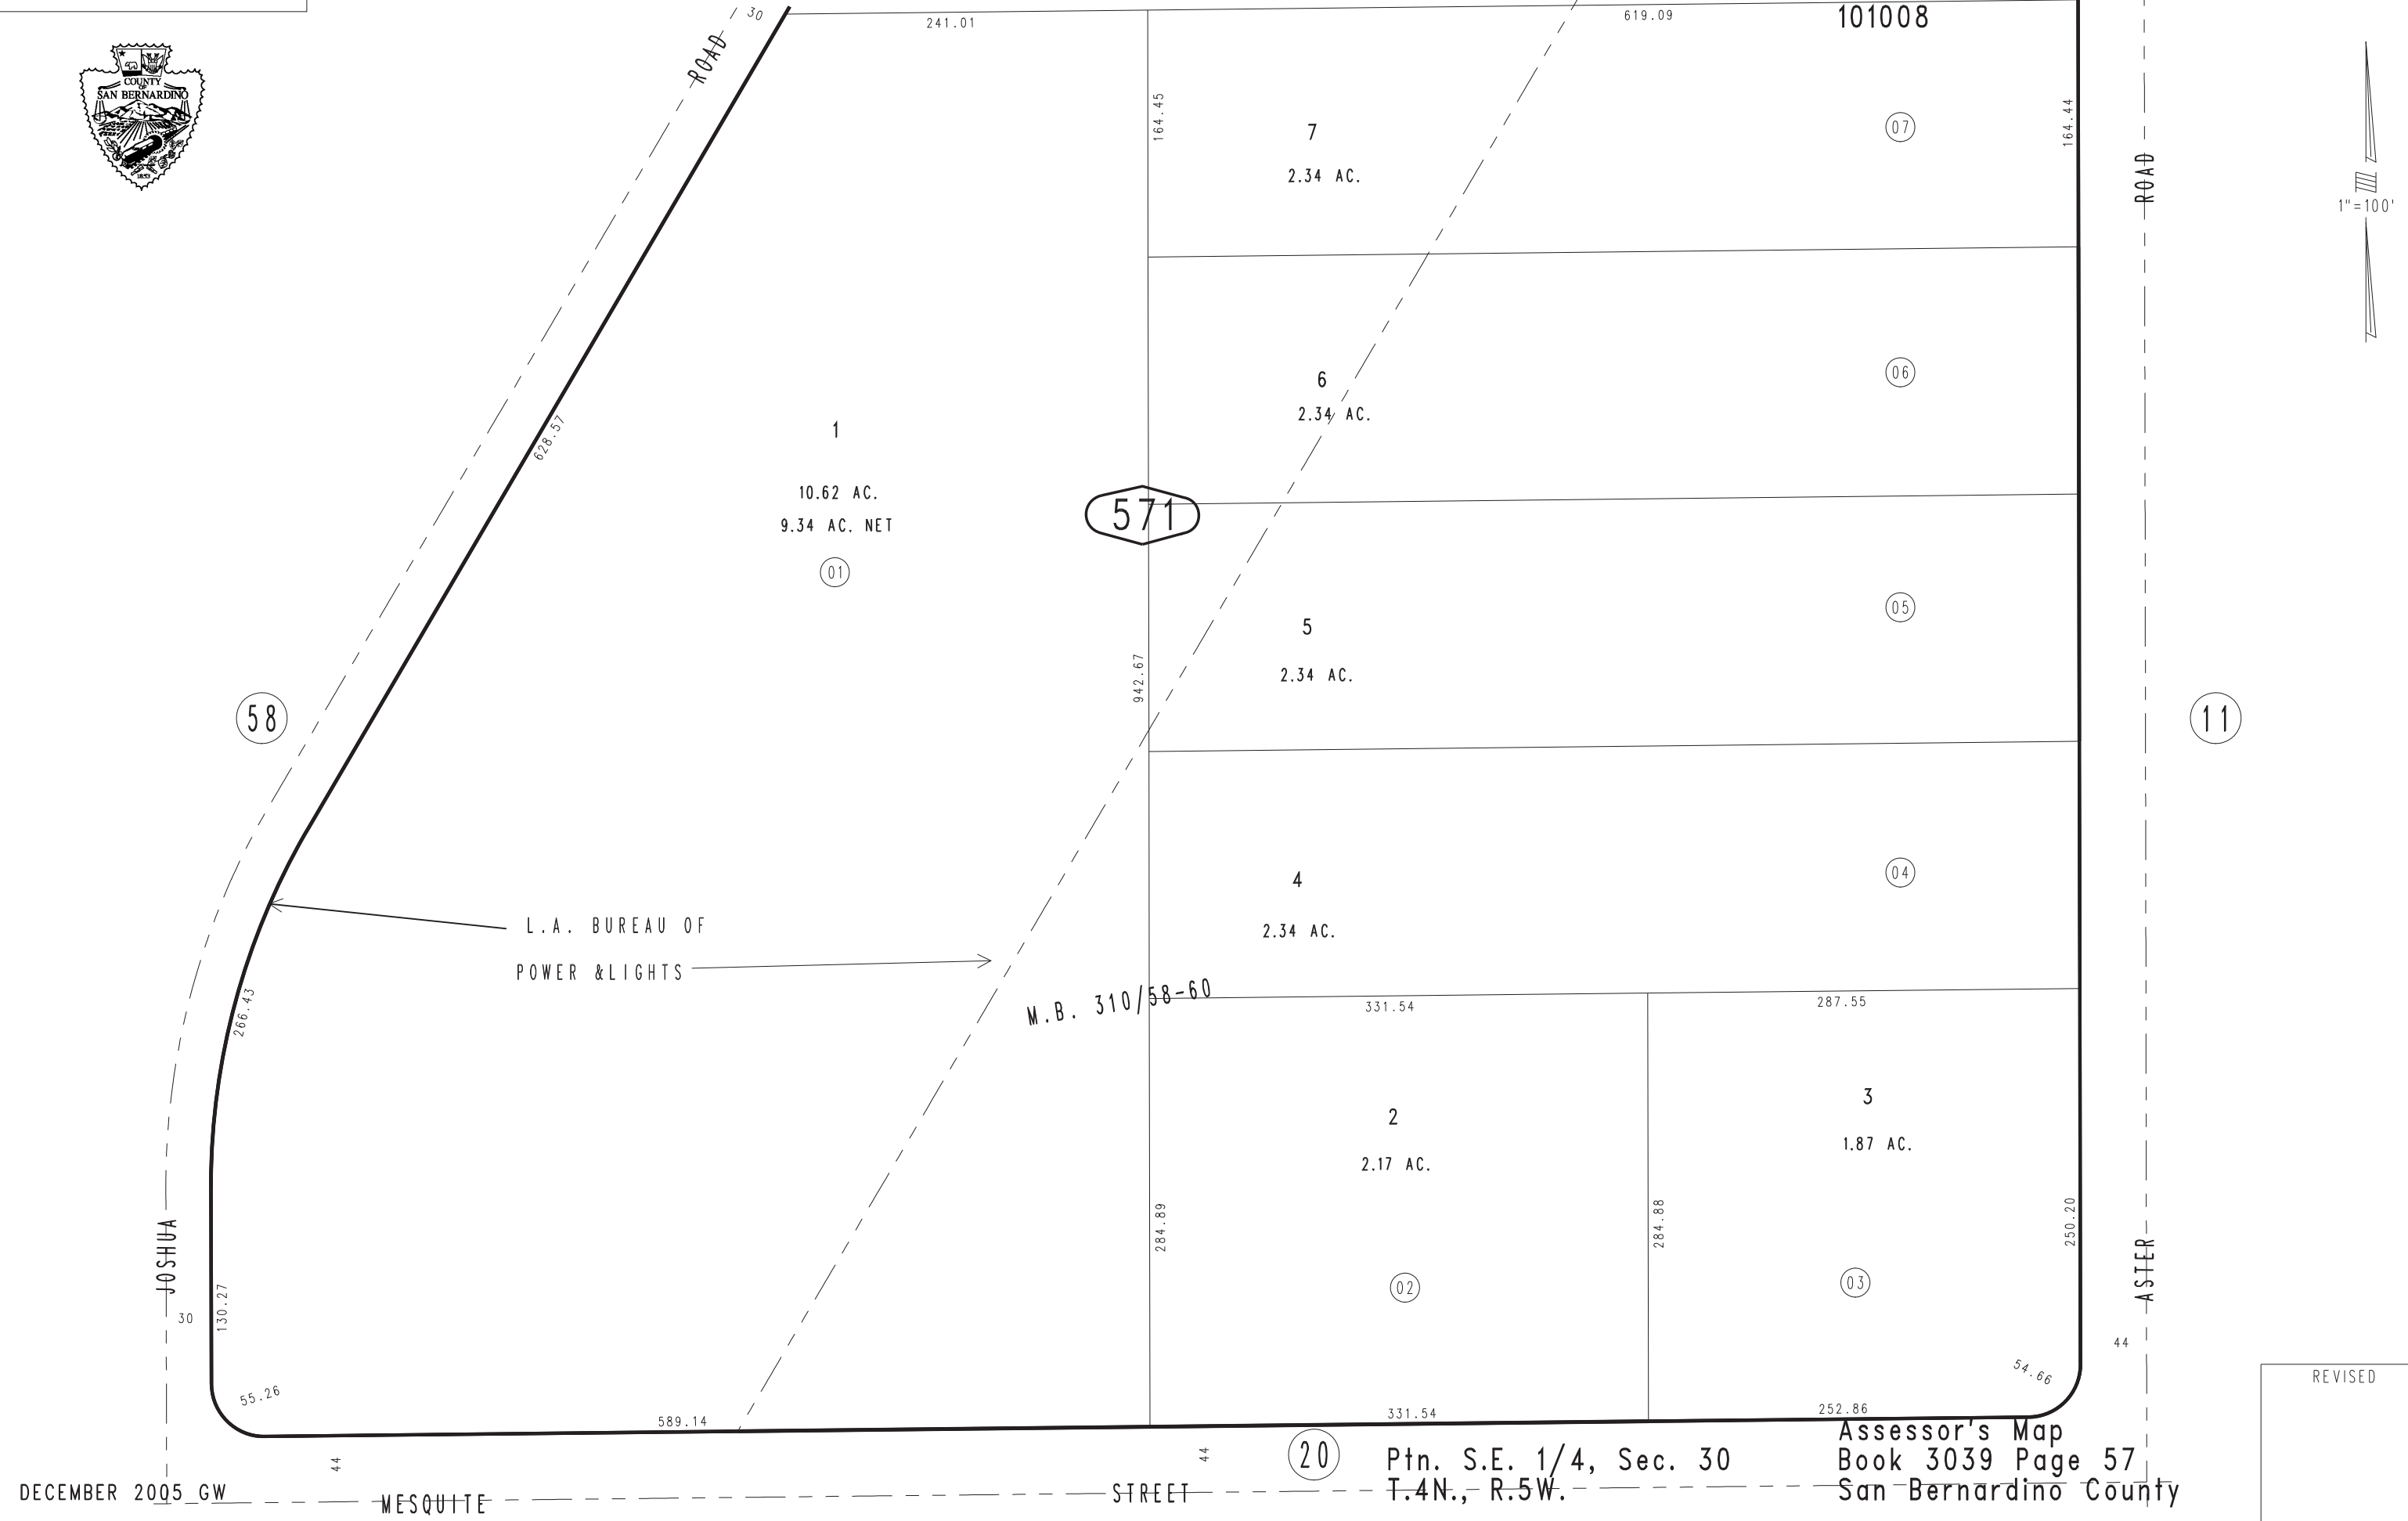 30
241.01
619.09
101008
ROAD
COUNTY
OF
SAN BERNARDINO
1853
164.45
7
2.34 AC.
07
164.44
ROAD
1"=100'
628.57
1
10.62 AC.
9.34 AC. NET
01
571
6
2.34 AC.
06
5
2.34 AC.
05
942.67
58
11
4
2.34 AC.
04
L.A. BUREAU OF
POWER &LIGHTS
M.B. 310/58-60
331.54
287.55
266.43
2
2.17 AC.
3
1.87 AC.
284.89
284.88
250.20
02
03
JOSHUA
30
130.27
ASTER
44
55.26
54.66
589.14
331.54
252.86
REVISED
44
44
20
Ptn. S.E. 1/4, Sec. 30
T.4N., R.5W.
Assessor's Map
Book 3039 Page 57
San Bernardino County
DECEMBER 2005 GW
MESQUITE
STREET